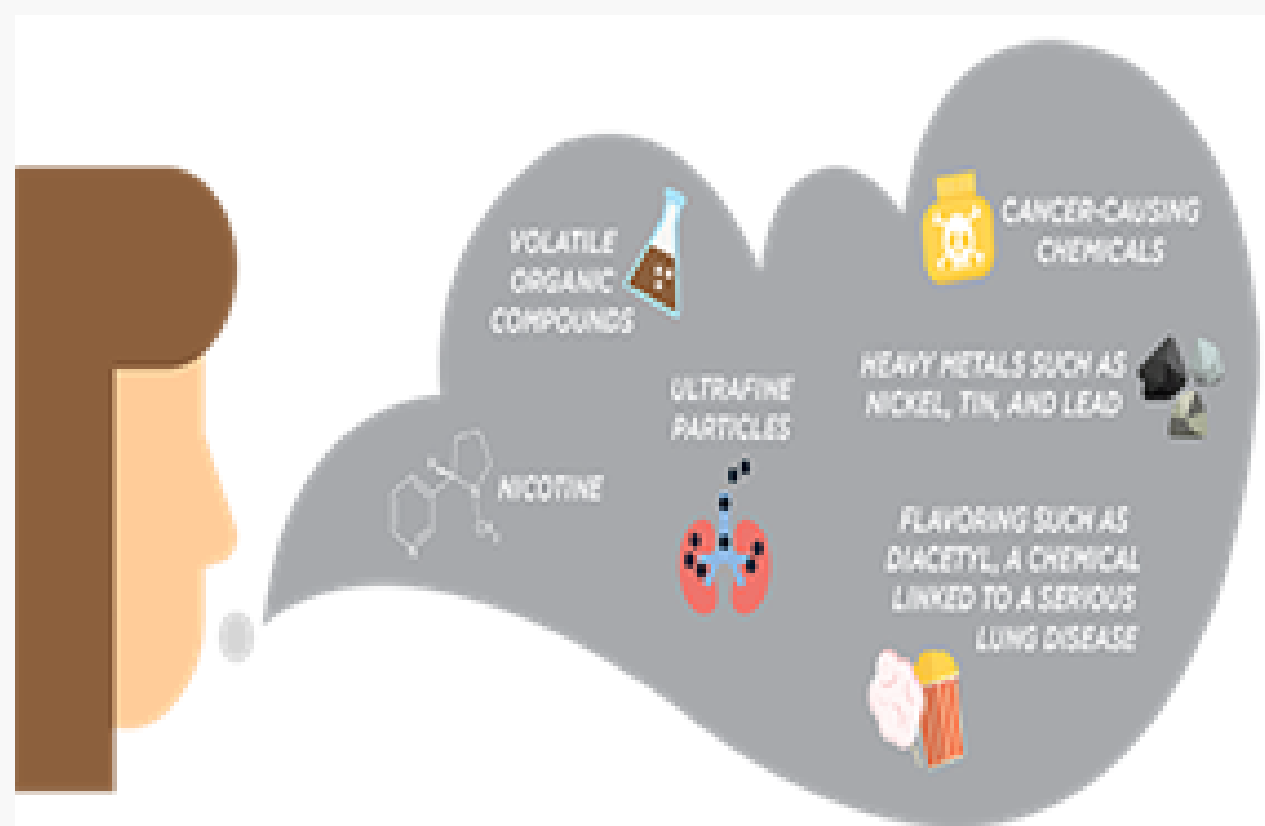 VOLATILE
ORGANIC
COMPOUNDS
CANCER-CAUSING
CHEMICALS
ULTRAFINE
PARTICLES
HEAVY METALS SUCH AS
NICKEL, TIN, AND LEAD
NICOTINE
FLAVORING SUCH AS
DIACETYL, A CHEMICAL
LINKED TO A SERIOUS
LUNG DISEASE